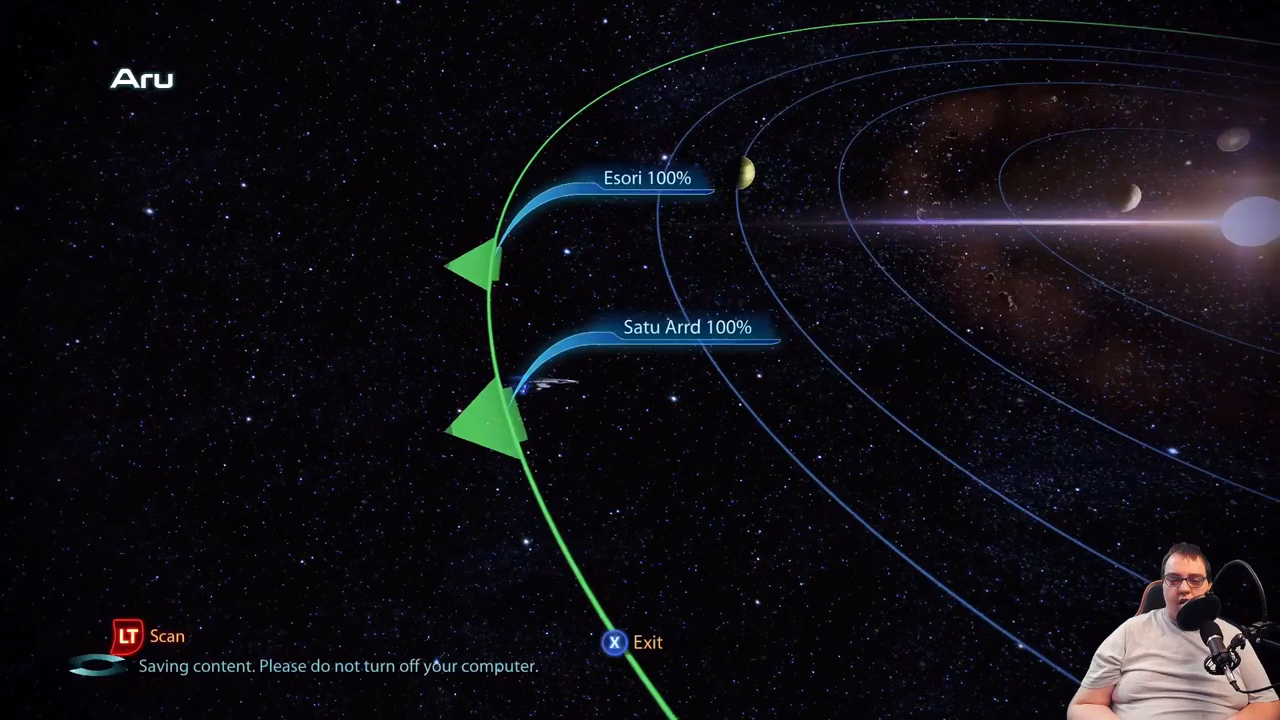 Aru
Esori 100%
Satu Arrd 100%
LT Scan
X Exit
Saving content. Please do not turn off your computer.